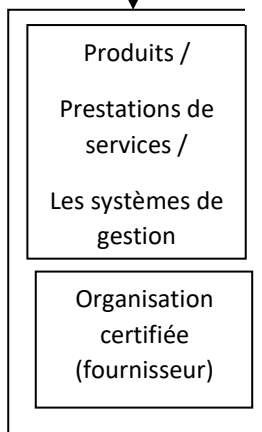 Produits /
Prestations de
services /
Les systèmes de
gestion
Organisation
certifiée
(fournisseur)